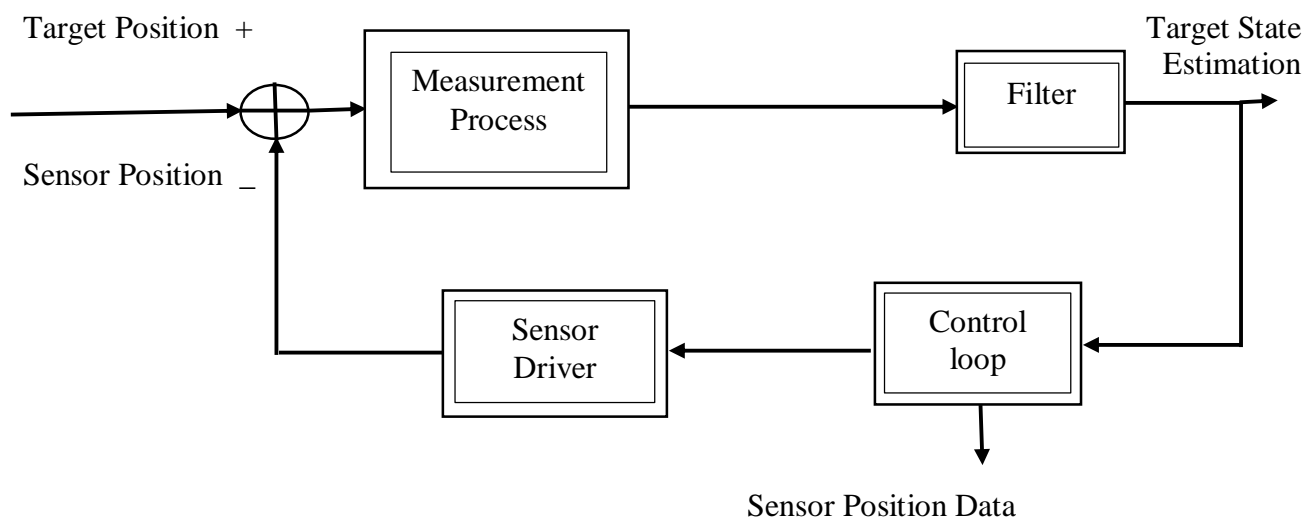 Target Position +
Target State
Estimation
Measurement
Process
Filter
Sensor Position _
Sensor
Driver
Control
loop
Sensor Position Data